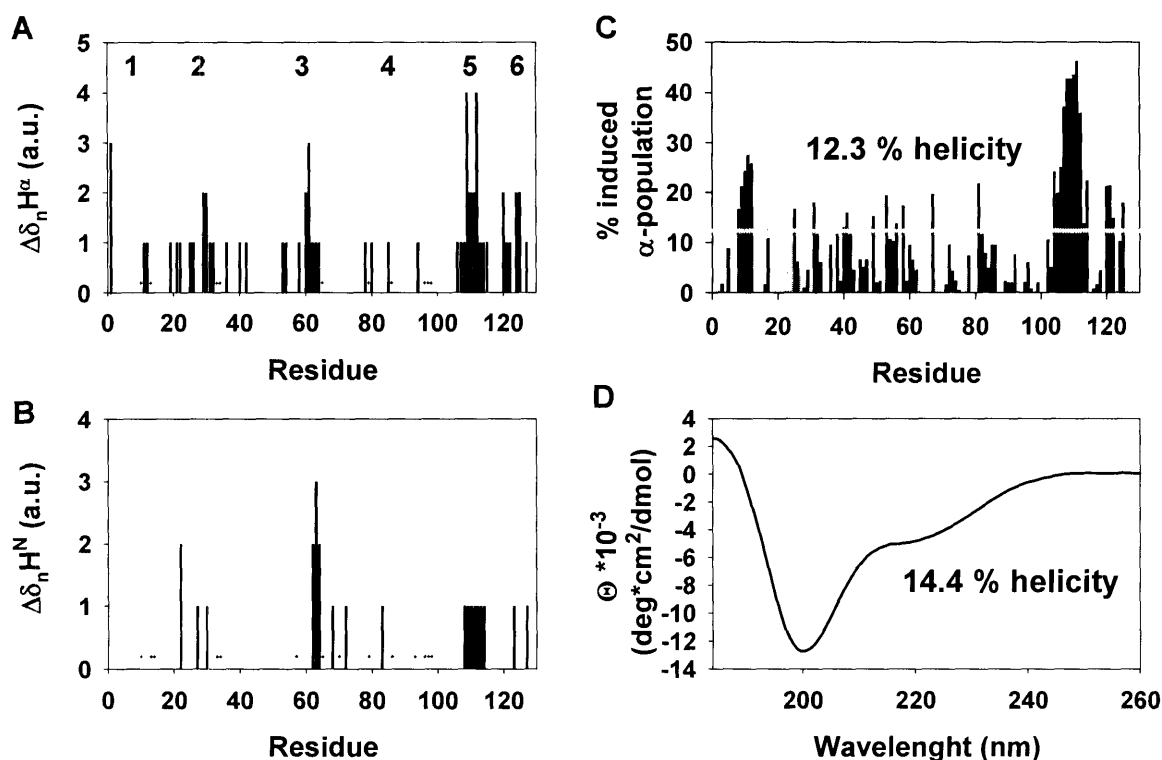 A
ΔδnHα (a.u.)
5
4
3
2
1
0
1 2 3 4 5 6
0 20 40 60 80 100 120
Residue
B
ΔδnHN (a.u.)
4
3
2
1
0
0 20 40 60 80 100 120
Residue
C
% induced
α-population
50
40
30
20
10
0
12.3 % helicity
0 20 40 60 80 100 120
Residue
D
Θ *10-3
(deg*cm2/dmol)
4
2
0
-2
-4
-6
-8
-10
-12
-14
14.4 % helicity
200 220 240 260
Wavelenght (nm)